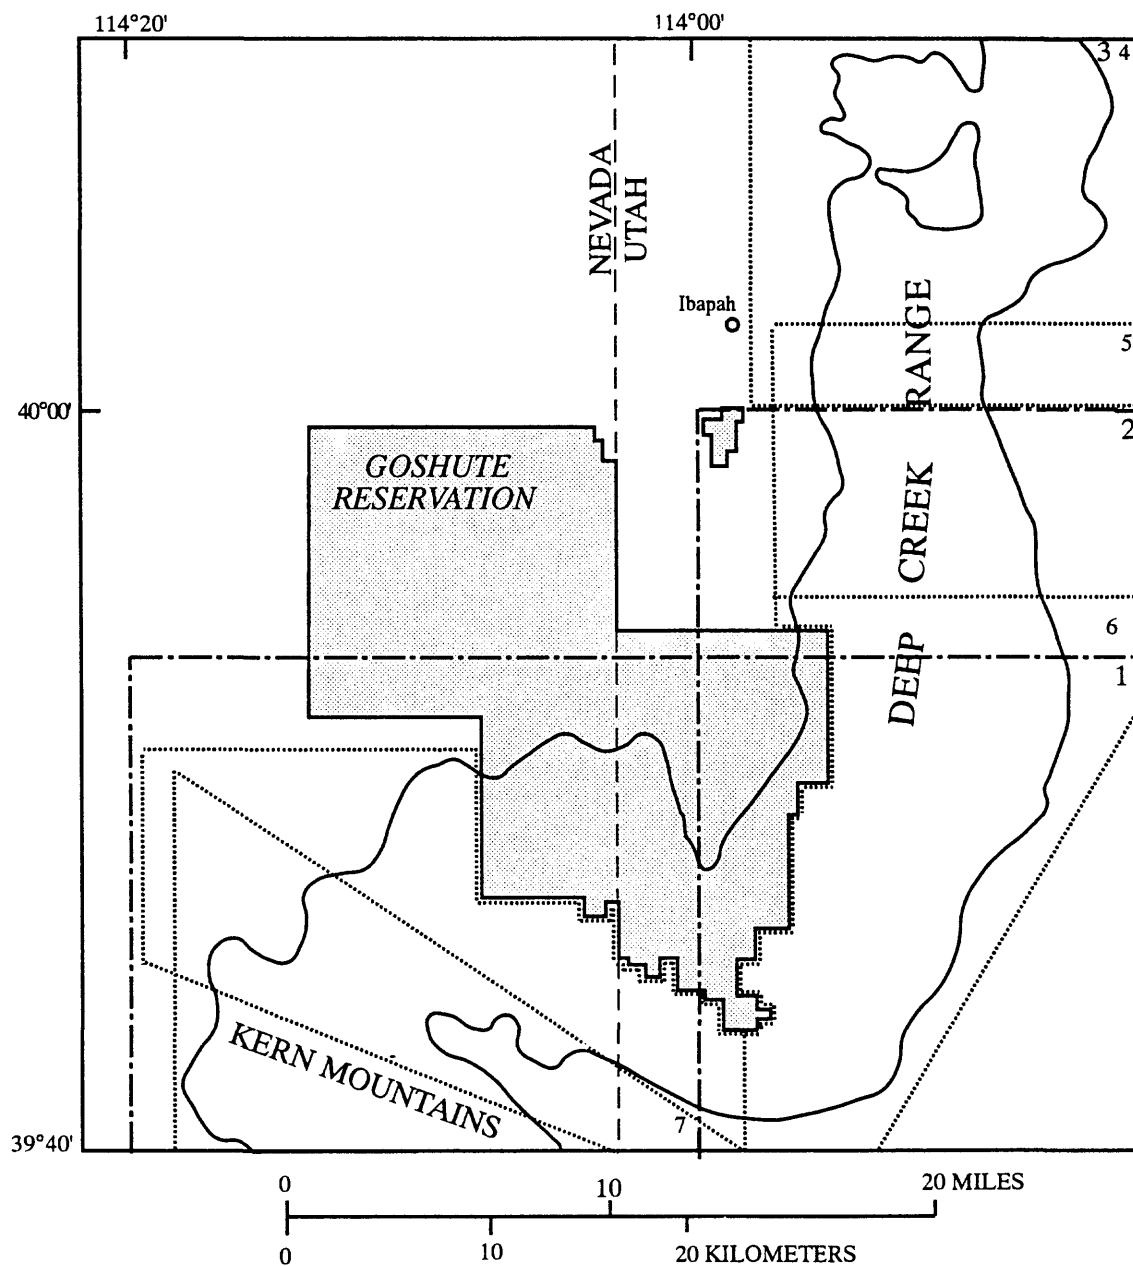 114°20'
114°00'
3 4
NEVADA
UTAH
Ibapah
RANGE
5
40°00'
2
GOSHUTE
RESERVATION
CREEK
6
1
DEEP
KERN MOUNTAINS
7
39°40'
0
10
20 MILES
0
10
20 KILOMETERS